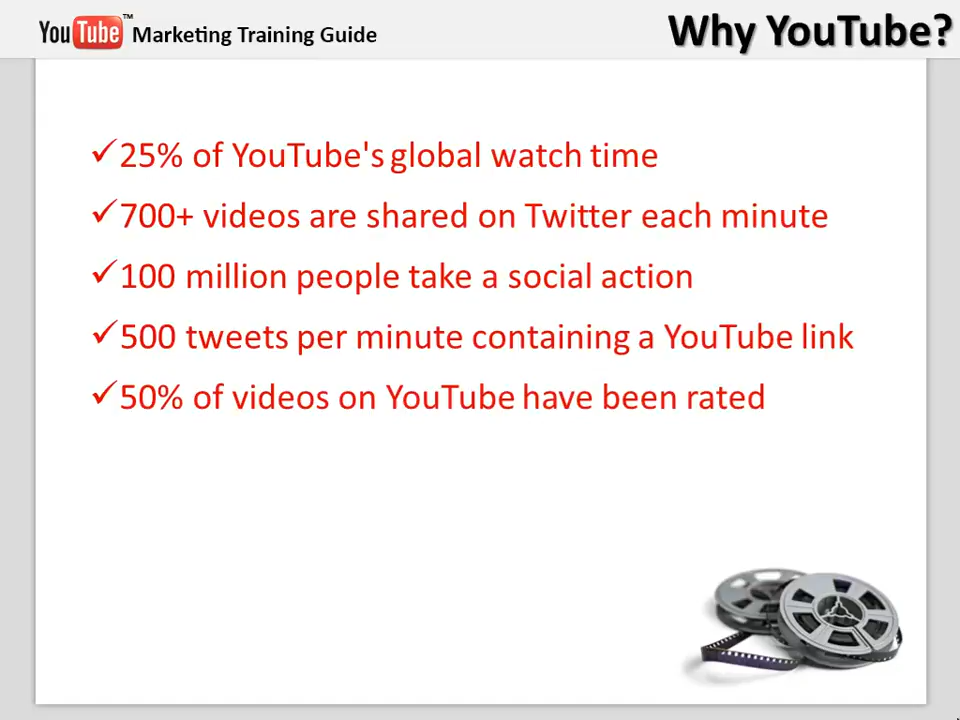 YouTube™ Marketing Training Guide
Why YouTube?
✓25% of YouTube's global watch time
✓700+ videos are shared on Twitter each minute
✓100 million people take a social action
✓500 tweets per minute containing a YouTube link
✓50% of videos on YouTube have been rated